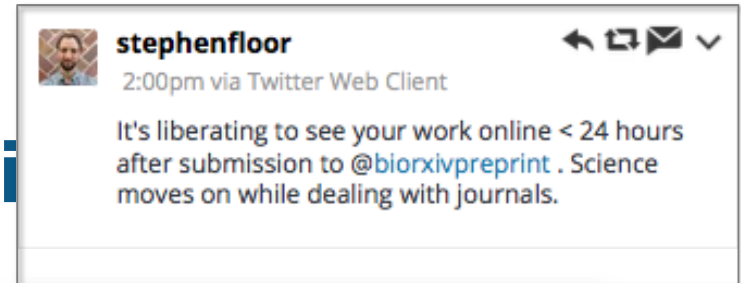 stephenfloor
2:00pm via Twitter Web Client
It's liberating to see your work online < 24 hours
after submission to @biorxivpreprint . Science
moves on while dealing with journals.